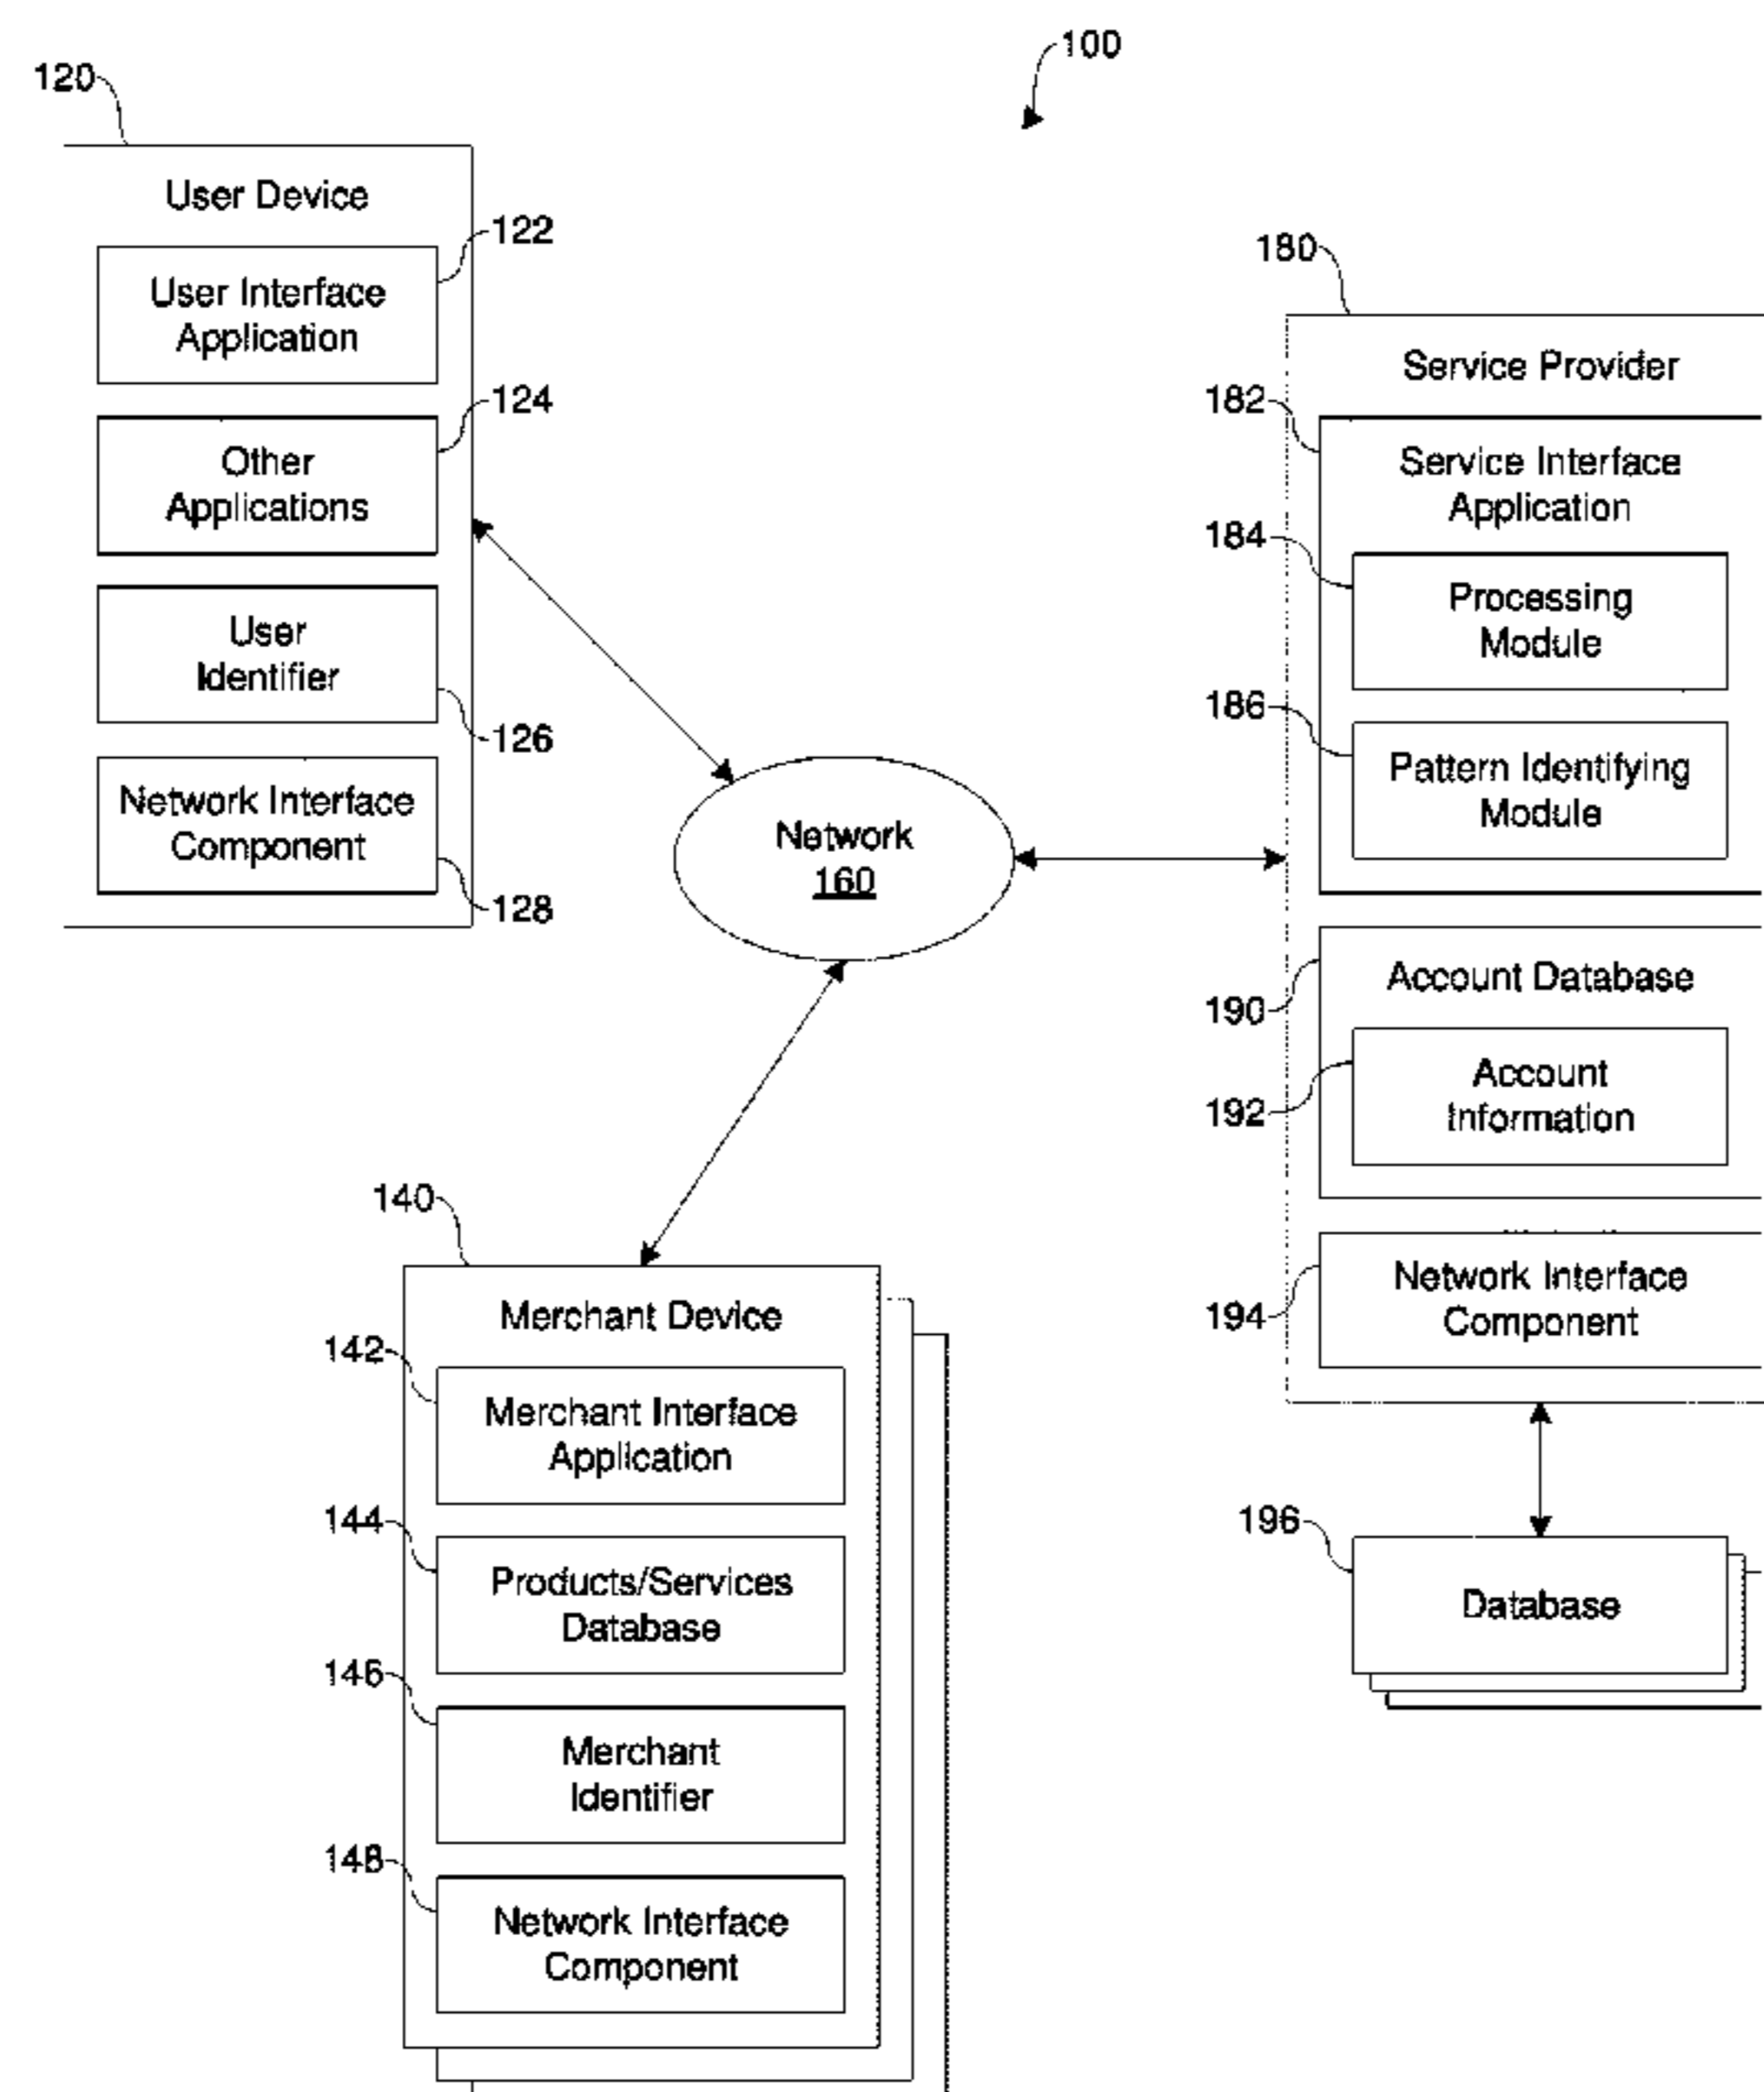 100
120
User Device
122
User Interface
Application
124
Other
Applications
User
Identifier
126
Network Interface
Component
128
Network
160
180
Service Provider
182
Service Interface
Application
184
Processing
Module
186
Pattern Identifying
Module
190
Account Database
192
Account
Information
194
Network Interface
Component
196
Database
140
Merchant Device
142
Merchant Interface
Application
144
Products/Services
Database
146
Merchant
Identifier
148
Network Interface
Component